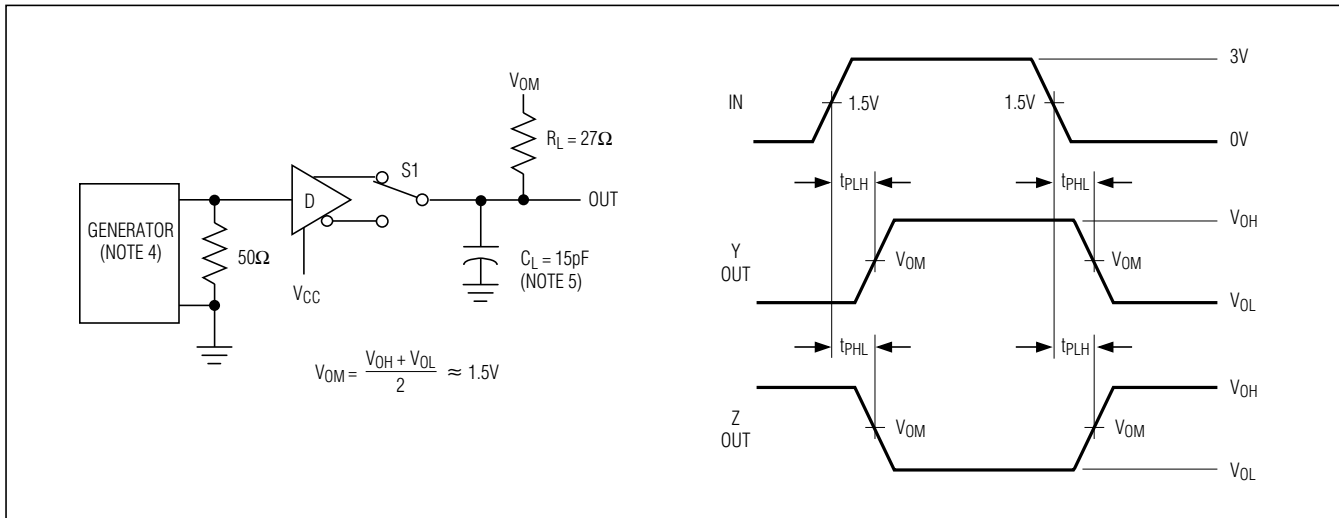 GENERATOR
(NOTE 4)
50Ω
D
VCC
S1
VOM
RL = 27Ω
OUT
CL = 15pF
(NOTE 5)
VOM = VOH + VOL / 2 ≈ 1.5V
IN
1.5V
1.5V
3V
0V
tPLH
tPHL
Y
OUT
VOM
VOM
VOH
VOL
tPHL
tPLH
Z
OUT
VOM
VOM
VOH
VOL